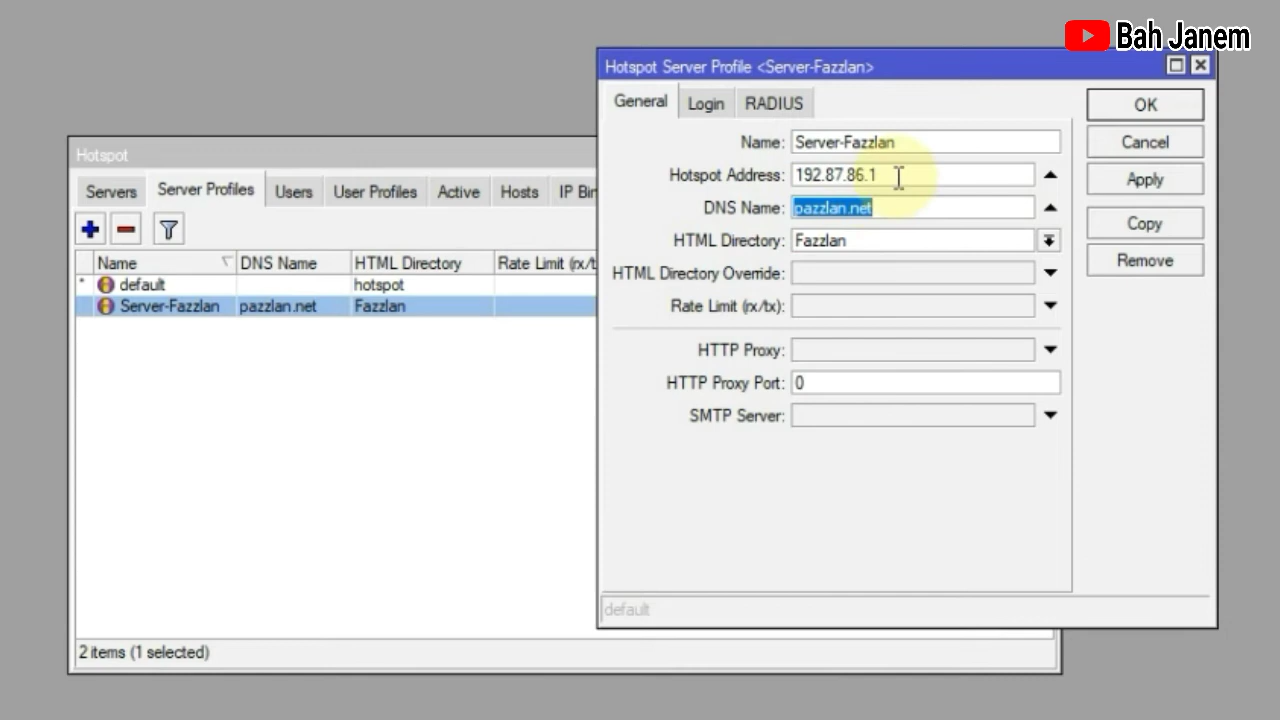 Bah Janem
Hotspot Server Profile <Server-Fazzlan>
General Login RADIUS
Name: Server-Fazzlan
Hotspot Address: 192.87.86.1
DNS Name: pazzlan.net
HTML Directory: Fazzlan
HTML Directory Override:
Rate Limit (rx/tx):
HTTP Proxy:
HTTP Proxy Port: 0
SMTP Server:
default
OK
Cancel
Apply
Copy
Remove
Hotspot
Servers Server Profiles Users User Profiles Active Hosts IP Bin
Name DNS Name HTML Directory Rate Limit (rx/t
* default hotspot
Server-Fazzlan pazzlan.net Fazzlan
2 items (1 selected)